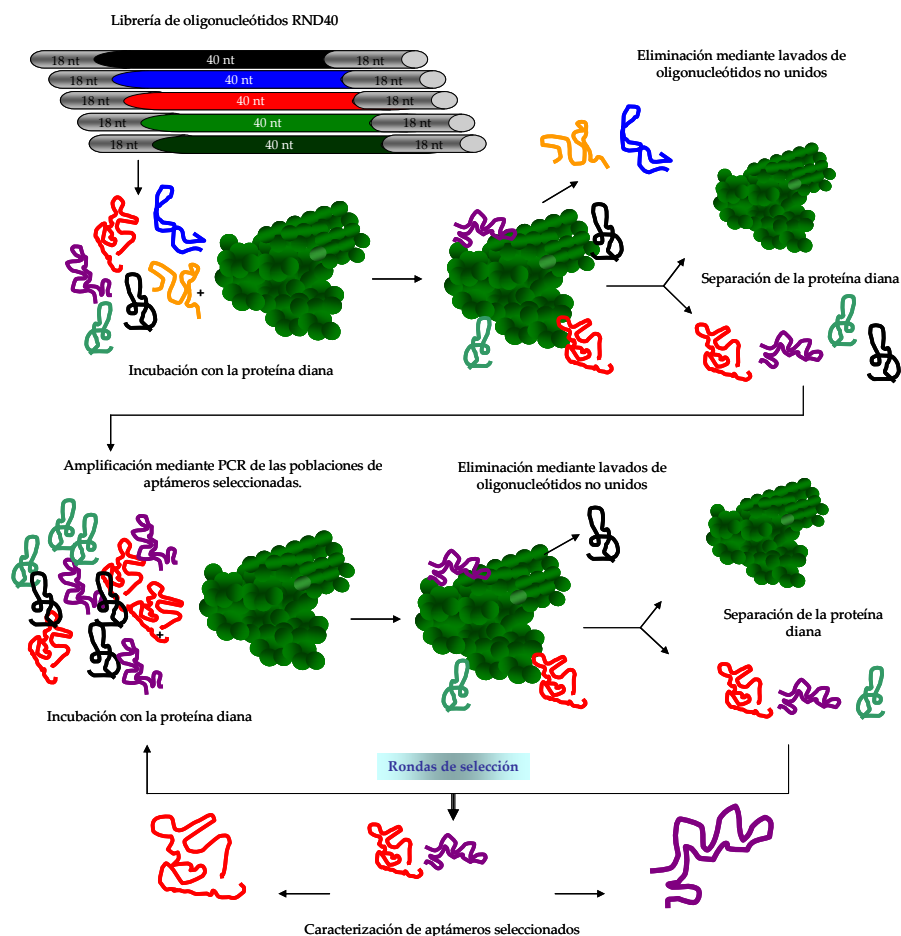 Librería de oligonucleótidos RND40
18 nt 40 nt 18 nt
18 nt 40 nt 18 nt
18 nt 40 nt 18 nt
18 nt 40 nt 18 nt
18 nt 40 nt 18 nt
Eliminación mediante lavados de
oligonucleótidos no unidos
+
Incubación con la proteína diana
Separación de la proteína diana
Amplificación mediante PCR de las poblaciones de
aptámeros seleccionadas.
Eliminación mediante lavados de
oligonucleótidos no unidos
+
Incubación con la proteína diana
Separación de la proteína
diana
Rondas de selección
Caracterización de aptámeros seleccionados